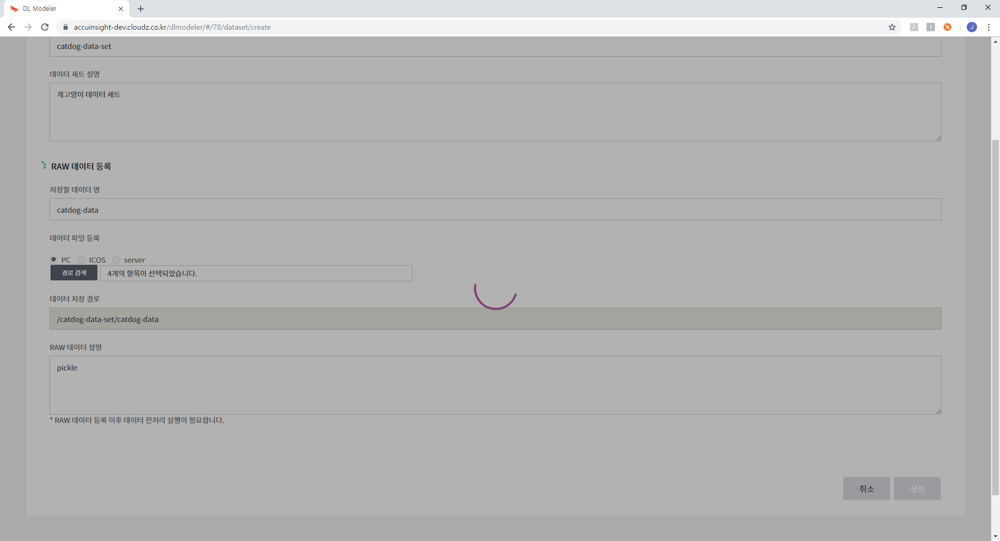 DL Modeler
accuinsight-dev.cloudz.co.kr/dlmodeler/#/78/dataset/create
J
catdog-data-set
데이터 세트 설명
개고양이 데이터 세트
RAW 데이터 등록
저장할 데이터 명
catdog-data
데이터 파일 등록
PC ICOS server
경로 검색 4개의 항목이 선택되었습니다.
데이터 저장 경로
/catdog-data-set/catdog-data
RAW 데이터 설명
pickle
* RAW 데이터 등록 이후 데이터 전처리 실행이 필요합니다.
취소 생성